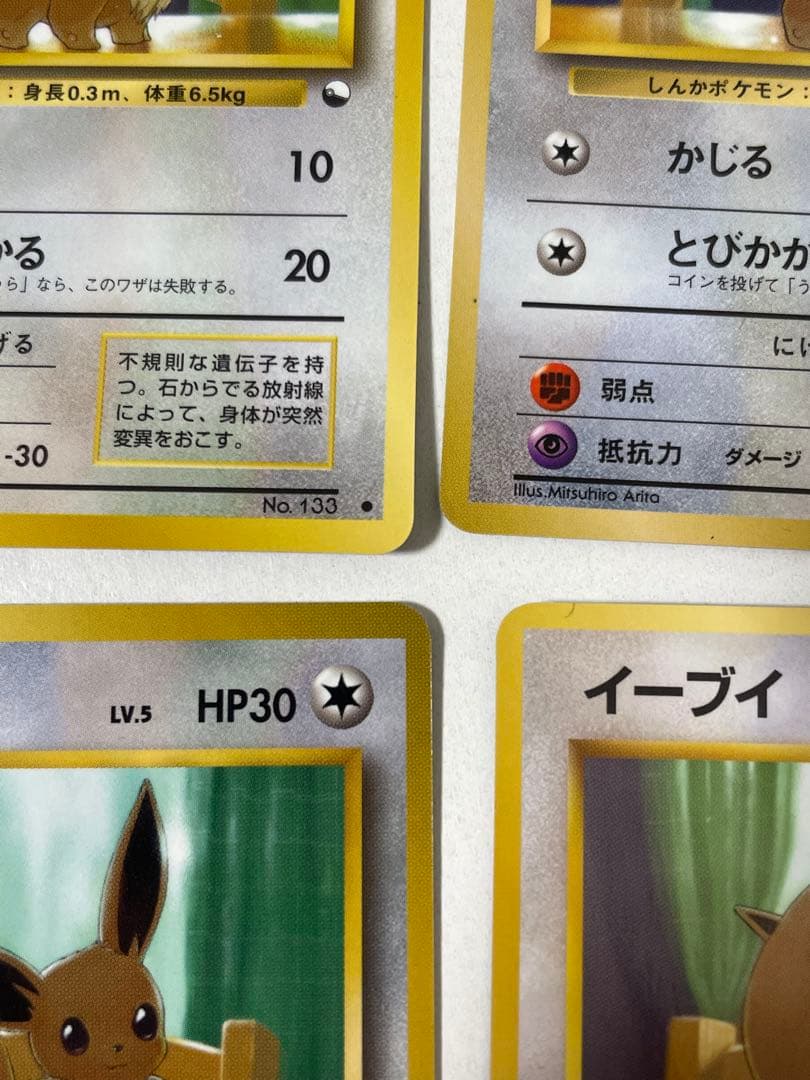 : 身長0.3m、体重6.5kg
10
かる
ら」なら、このワザは失敗する。
20
げる
不規則な遺伝子を持
つ。石からでる放射線
によって、身体が突然
変異をおこす。
-30
No. 133 ●
しんかポケモン:
かじる
とびかか
コインを投げて「う
にげ
弱点
抵抗力 ダメージ
Illus. Mitsuhiro Arita
LV.5 HP30
イーブイ